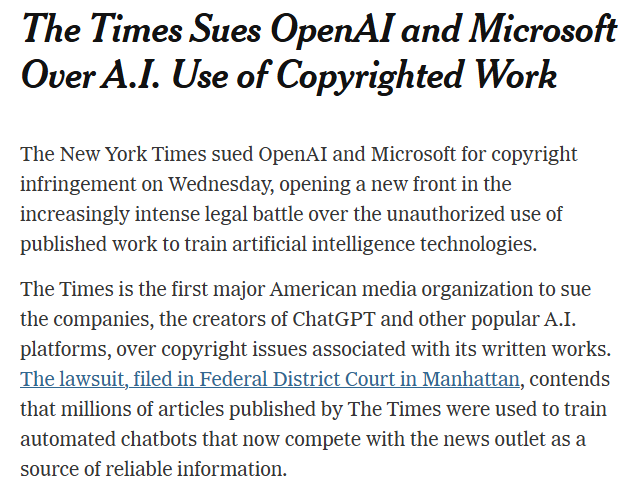 The Times Sues OpenAI and Microsoft
Over A.I. Use of Copyrighted Work
The New York Times sued OpenAI and Microsoft for copyright
infringement on Wednesday, opening a new front in the
increasingly intense legal battle over the unauthorized use of
published work to train artificial intelligence technologies.
The Times is the first major American media organization to sue
the companies, the creators of ChatGPT and other popular A.I.
platforms, over copyright issues associated with its written works.
The lawsuit, filed in Federal District Court in Manhattan, contends
that millions of articles published by The Times were used to train
automated chatbots that now compete with the news outlet as a
source of reliable information.